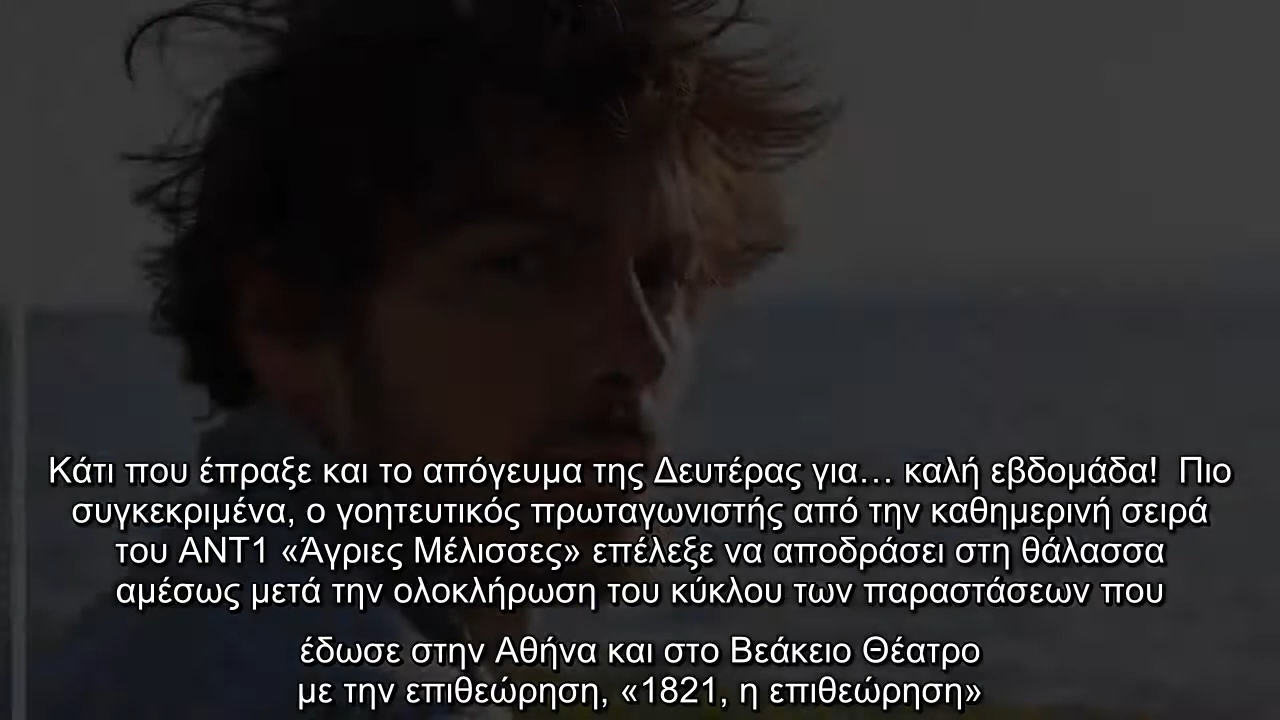 Κάτι που έπραξε και το απόγευμα της Δευτέρας για… καλή εβδομάδα!  Πιο
συγκεκριμένα, ο γοητευτικός πρωταγωνιστής από την καθημερινή σειρά
του ΑΝΤ1 «Άγριες Μέλισσες» επέλεξε να αποδράσει στη θάλασσα
αμέσως μετά την ολοκλήρωση του κύκλου των παραστάσεων που
έδωσε στην Αθήνα και στο Βεάκειο Θέατρο
με την επιθεώρηση, «1821, η επιθεώρηση»